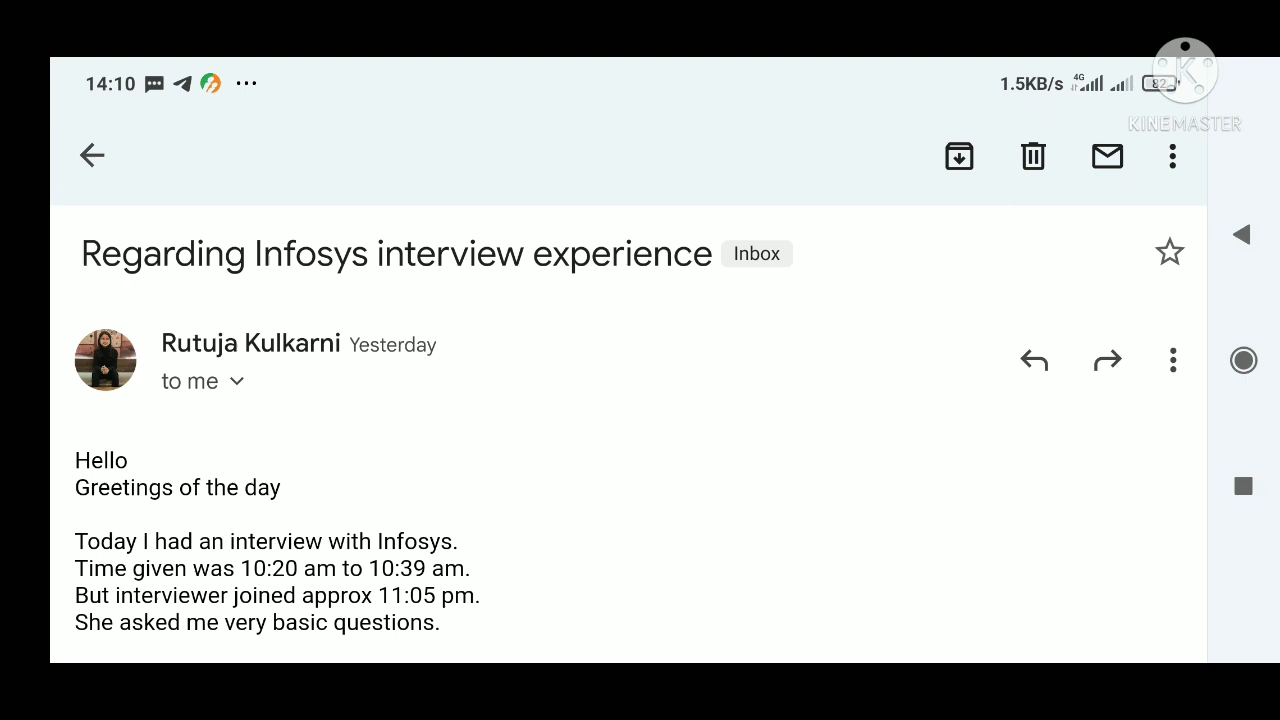 14:10 ... 1.5KB/s 4G 82
KINEMASTER
Regarding Infosys interview experience Inbox
Rutuja Kulkarni Yesterday
to me
Hello
Greetings of the day
Today I had an interview with Infosys.
Time given was 10:20 am to 10:39 am.
But interviewer joined approx 11:05 pm.
She asked me very basic questions.